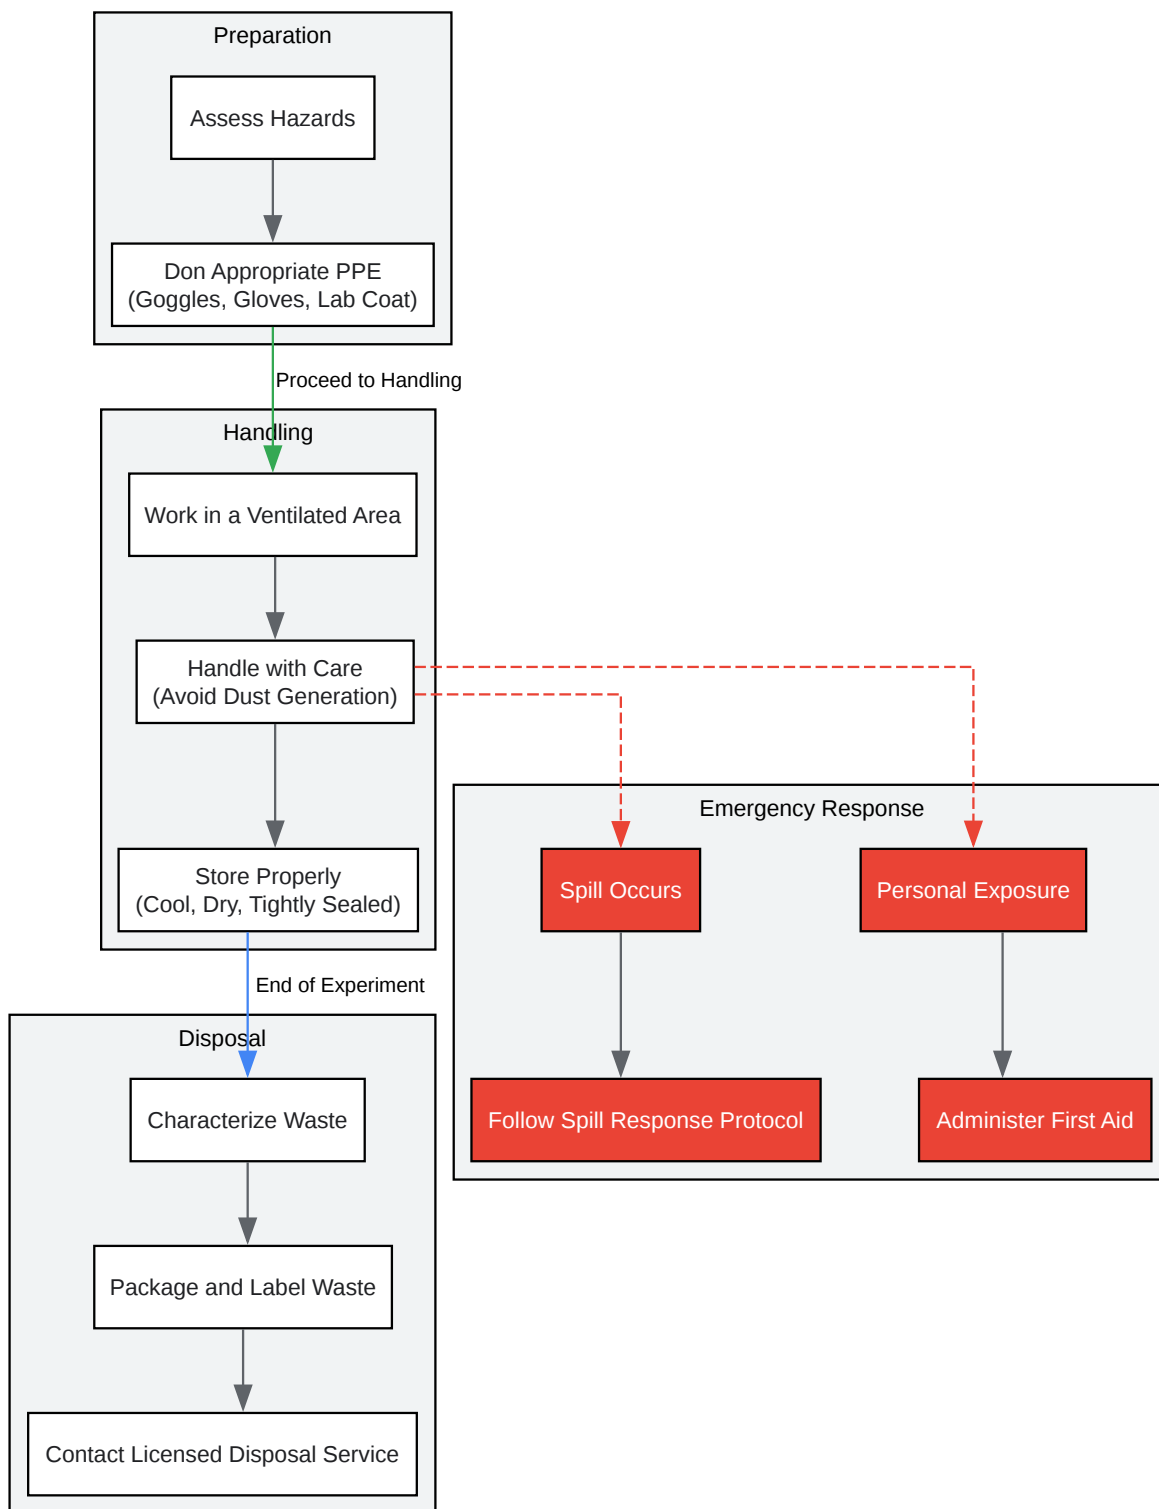 Preparation
Assess Hazards
Don Appropriate PPE
(Goggles, Gloves, Lab Coat)
Proceed to Handling
Handling
Work in a Ventilated Area
Handle with Care
(Avoid Dust Generation)
Store Properly
(Cool, Dry, Tightly Sealed)
Emergency Response
Spill Occurs
Personal Exposure
Follow Spill Response Protocol
Administer First Aid
End of Experiment
Disposal
Characterize Waste
Package and Label Waste
Contact Licensed Disposal Service